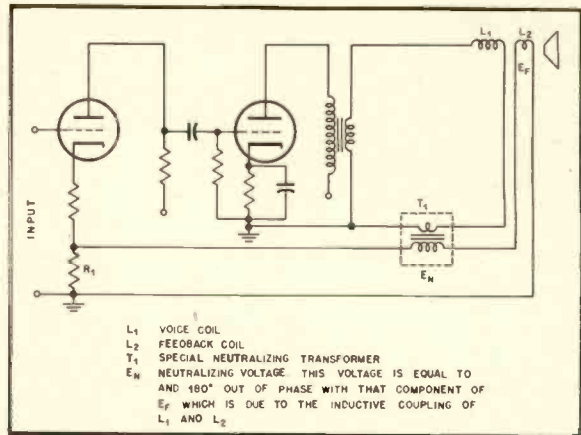 L1
L2
EF
T1
EN
INPUT
R1
L1 VOICE COIL
L2 FEEDBACK COIL
T1 SPECIAL NEUTRALIZING TRANSFORMER
EN NEUTRALIZING VOLTAGE. THIS VOLTAGE IS EQUAL TO
AND 180° OUT OF PHASE WITH THAT COMPONENT OF
EF WHICH IS DUE TO THE INDUCTIVE COUPLING OF
L1 AND L2